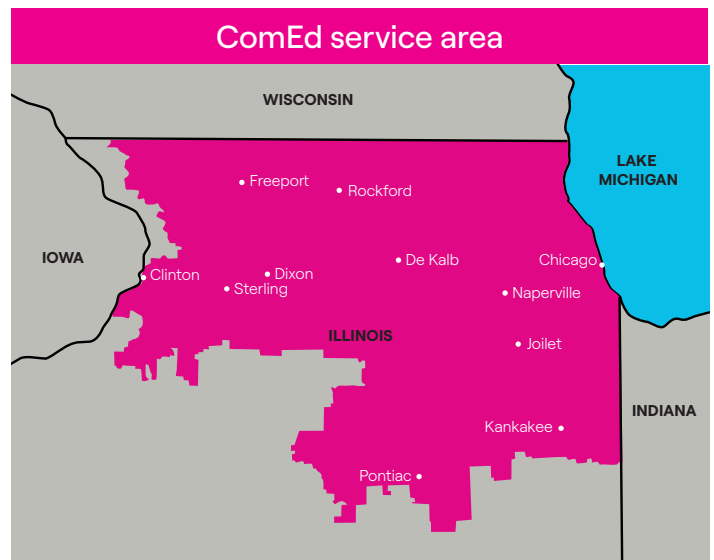 ComEd service area
WISCONSIN
LAKE
MICHIGAN
Freeport
Rockford
IOWA
Clinton
Dixon
Sterling
De Kalb
Chicago
Naperville
ILLINOIS
Joilet
INDIANA
Kankakee
Pontiac